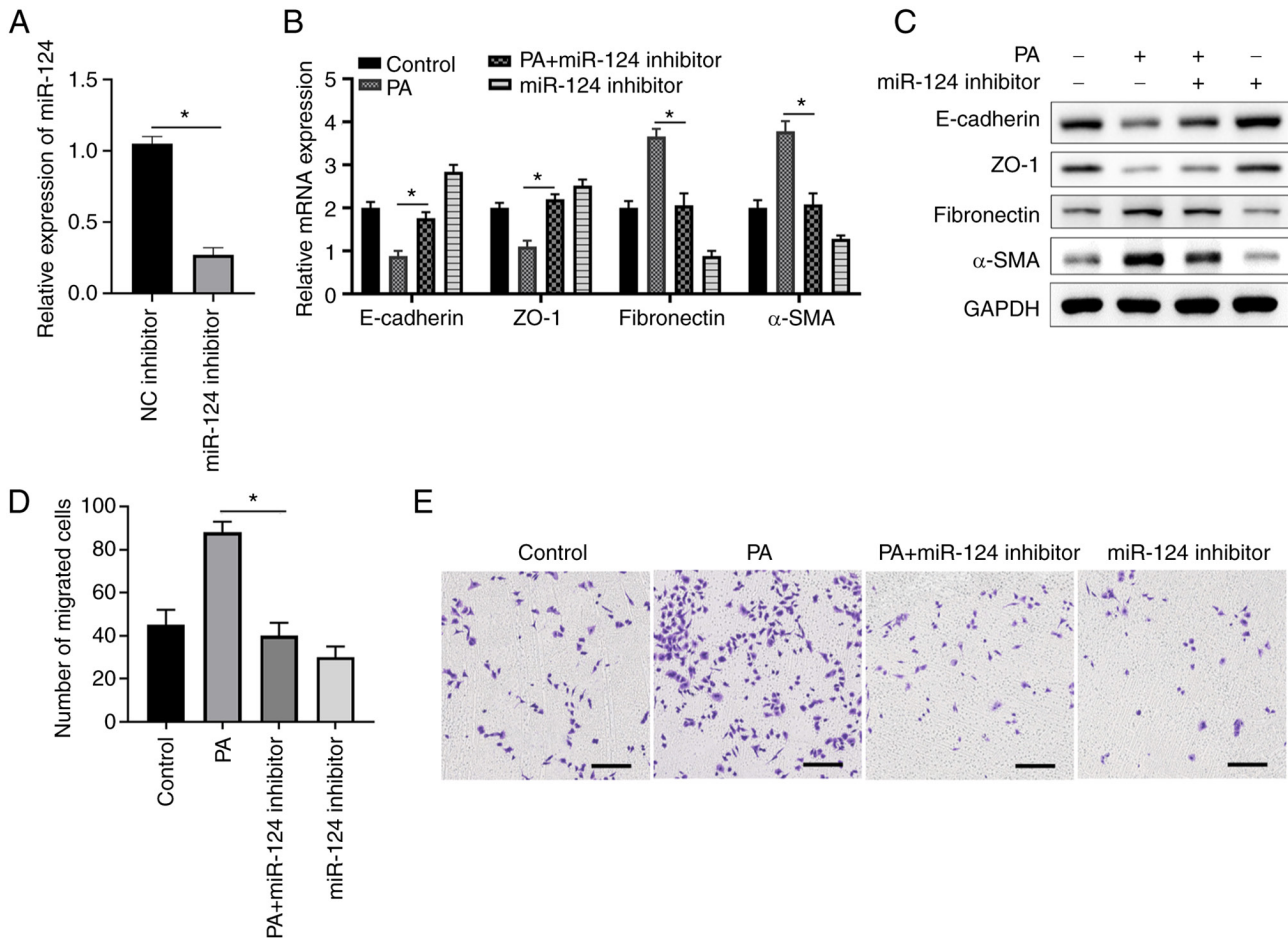 A
Relative expression of miR-124
1.5
1.0
0.5
0.0
*
NC inhibitor
miR-124 inhibitor
B
Control
PA
PA+miR-124 inhibitor
miR-124 inhibitor
Relative mRNA expression
5
4
3
2
1
0
*
*
*
*
E-cadherin
ZO-1
Fibronectin
α-SMA
C
PA – + + –
miR-124 inhibitor – – + +
E-cadherin
ZO-1
Fibronectin
α-SMA
GAPDH
D
Number of migrated cells
100
80
60
40
20
0
*
Control
PA
PA+miR-124 inhibitor
miR-124 inhibitor
E
Control
PA
PA+miR-124 inhibitor
miR-124 inhibitor